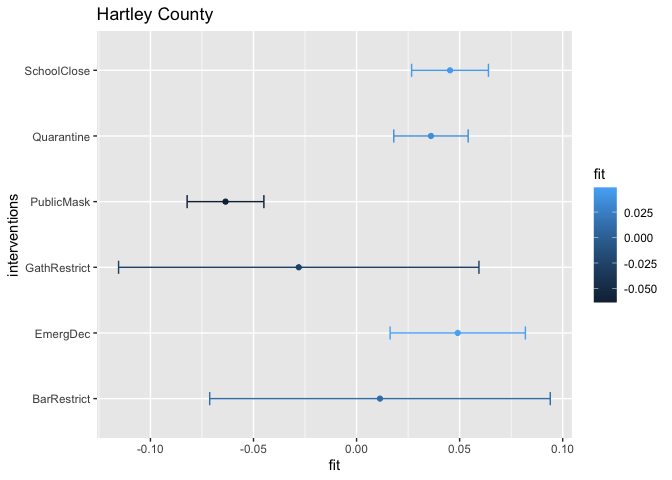 Hartley County
SchoolClose
Quarantine
PublicMask
GathRestrict
EmergDec
BarRestrict
interventions
-0.10
-0.05
0.00
0.05
0.10
fit
fit
0.025
0.000
-0.025
-0.050